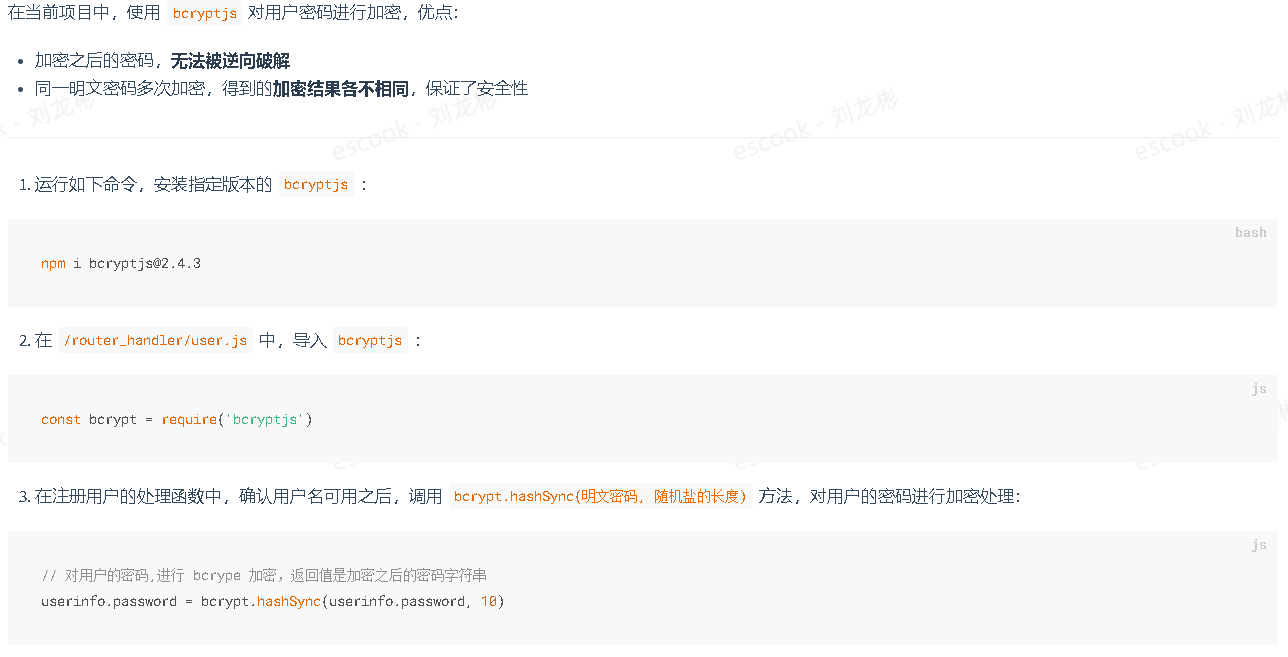 在当前项目中，使用 bcryptjs 对用户密码进行加密，优点：
• 加密之后的密码，无法被逆向破解
• 同一明文密码多次加密，得到的加密结果各不相同，保证了安全性
escook - 刘龙彬
escook - 刘龙彬
escook - 刘龙彬
1. 运行如下命令，安装指定版本的 bcryptjs ：
bash
npm i bcryptjs@2.4.3
2. 在 /router_handler/user.js 中，导入 bcryptjs ：
js
const bcrypt = require('bcryptjs')
3. 在注册用户的处理函数中，确认用户名可用之后，调用 bcrypt.hashSync(明文密码, 随机盐的长度) 方法，对用户的密码进行加密处理：
js
// 对用户的密码,进行 bcrype 加密，返回值是加密之后的密码字符串
userinfo.password = bcrypt.hashSync(userinfo.password, 10)